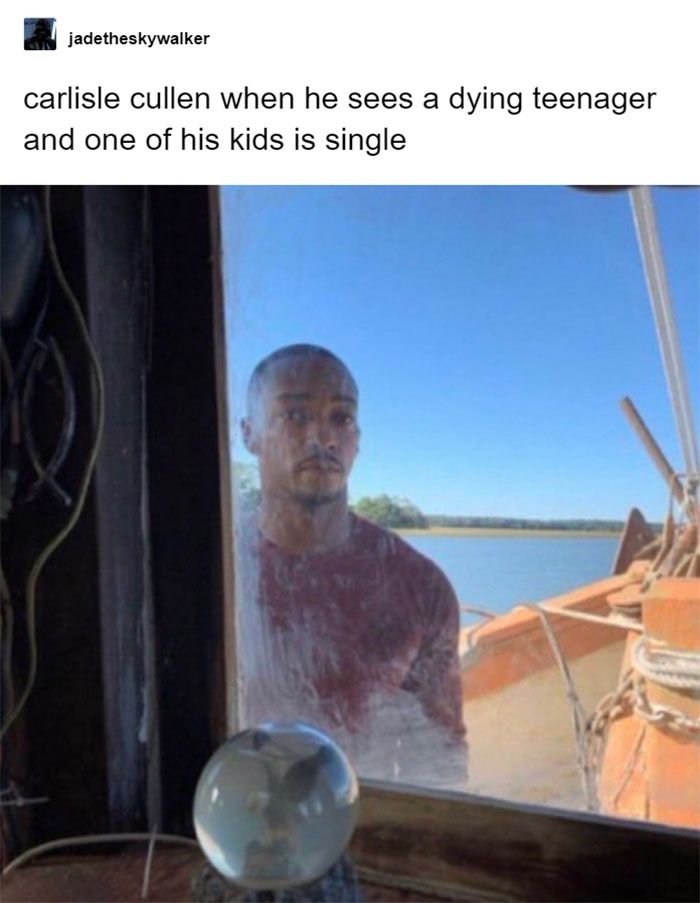 jadetheskywalker
carlisle cullen when he sees a dying teenager
and one of his kids is single